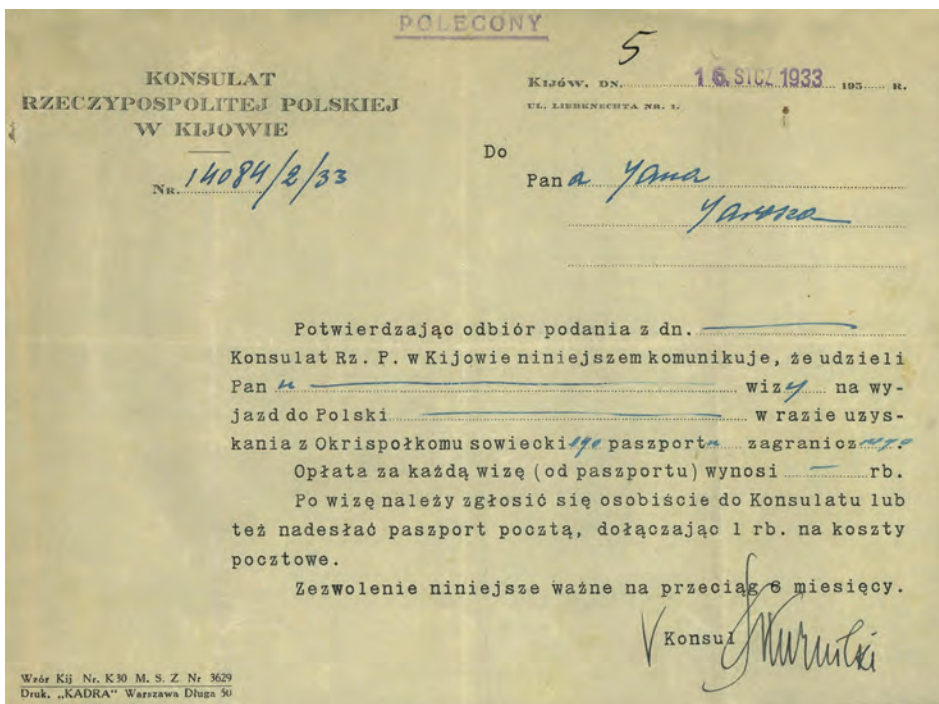 POLECONY
5
KONSULAT
RZECZYPOSPOLITEJ POLSKIEJ
W KIJOWIE
NR. 14084/2/33
KIJÓW, DN. 16. STCZ 1933 193 R.
UL. LIEBKNECHTA NR. 1.
Do
Pana Jana
Jarosza
Potwierdzając odbiór podania z dn.
Konsulat Rz. P. w Kijowie niniejszem komunikuje, że udzieli
Panu wizy na wy-
jazd do Polski w razie uzys-
kania z Okrispołkomu sowieckiego paszportu zagranicznego.
Opłata za każdą wizę (od paszportu) wynosi — rb.
Po wizę należy zgłosić się osobiście do Konsulatu lub
też nadesłać paszport pocztą, dołączając 1 rb. na koszty
pocztowe.
Zezwolenie niniejsze ważne na przeciąg 6 miesięcy.
Konsul
Wzór Kij Nr. K30 M. S. Z Nr 3629
Druk. „KADRA" Warszawa Długa 50